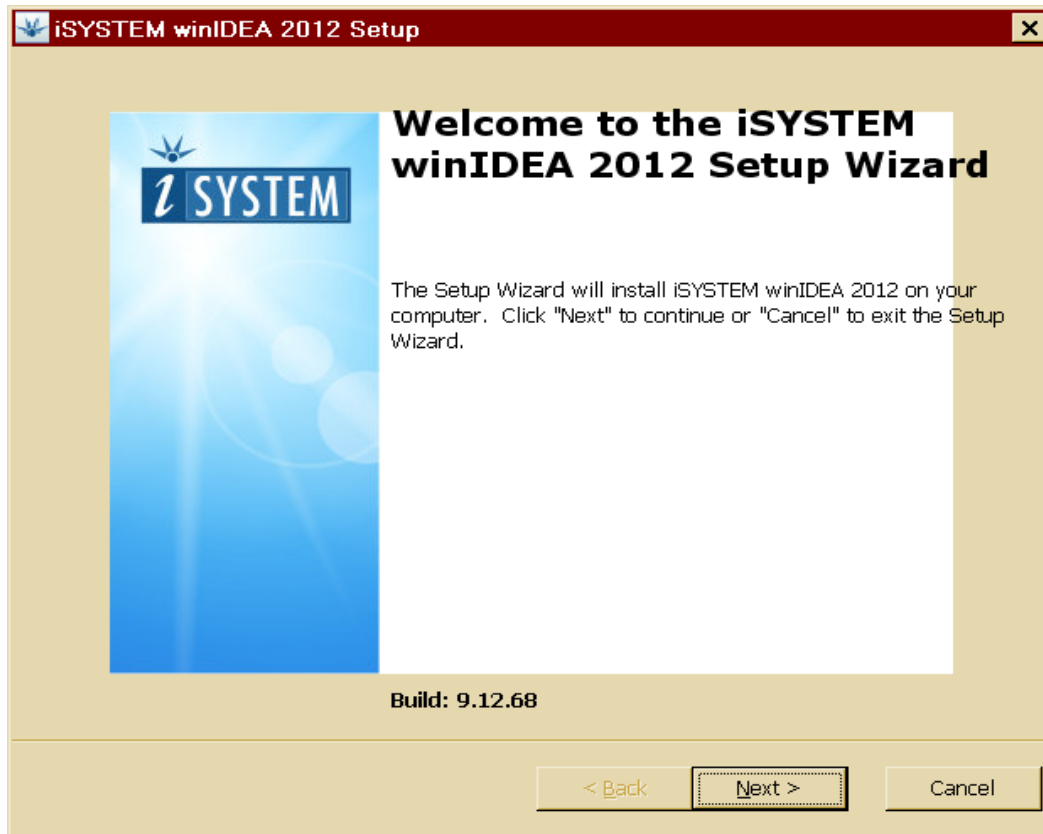 iSYSTEM winIDEA 2012 Setup
i SYSTEM
Welcome to the iSYSTEM
winIDEA 2012 Setup Wizard
The Setup Wizard will install iSYSTEM winIDEA 2012 on your
computer.  Click "Next" to continue or "Cancel" to exit the Setup
Wizard.
Build: 9.12.68
< Back
Next >
Cancel